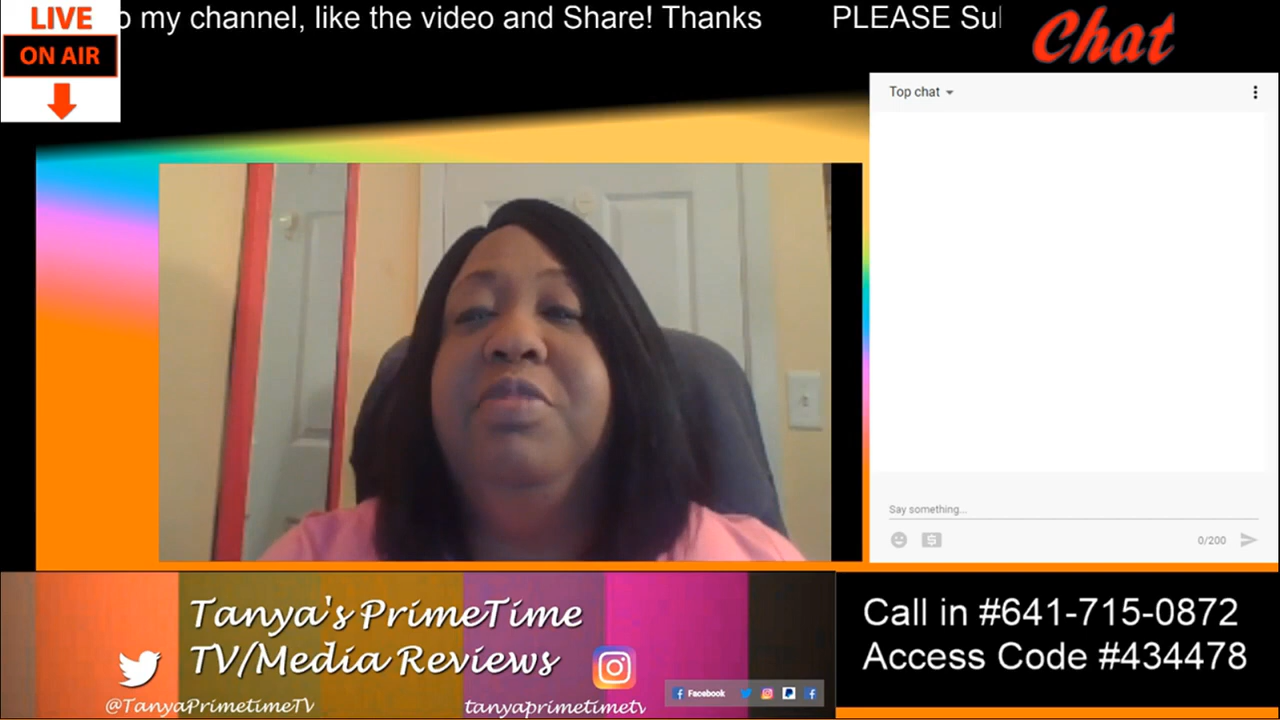 LIVE
ON AIR
o my channel, like the video and Share! Thanks PLEASE Su
Chat
Top chat
Say something...
0/200
Tanya's PrimeTime
TV/Media Reviews
@TanyaPrimetimeTV
tanyaprimetimetv
Facebook
Call in #641-715-0872
Access Code #434478